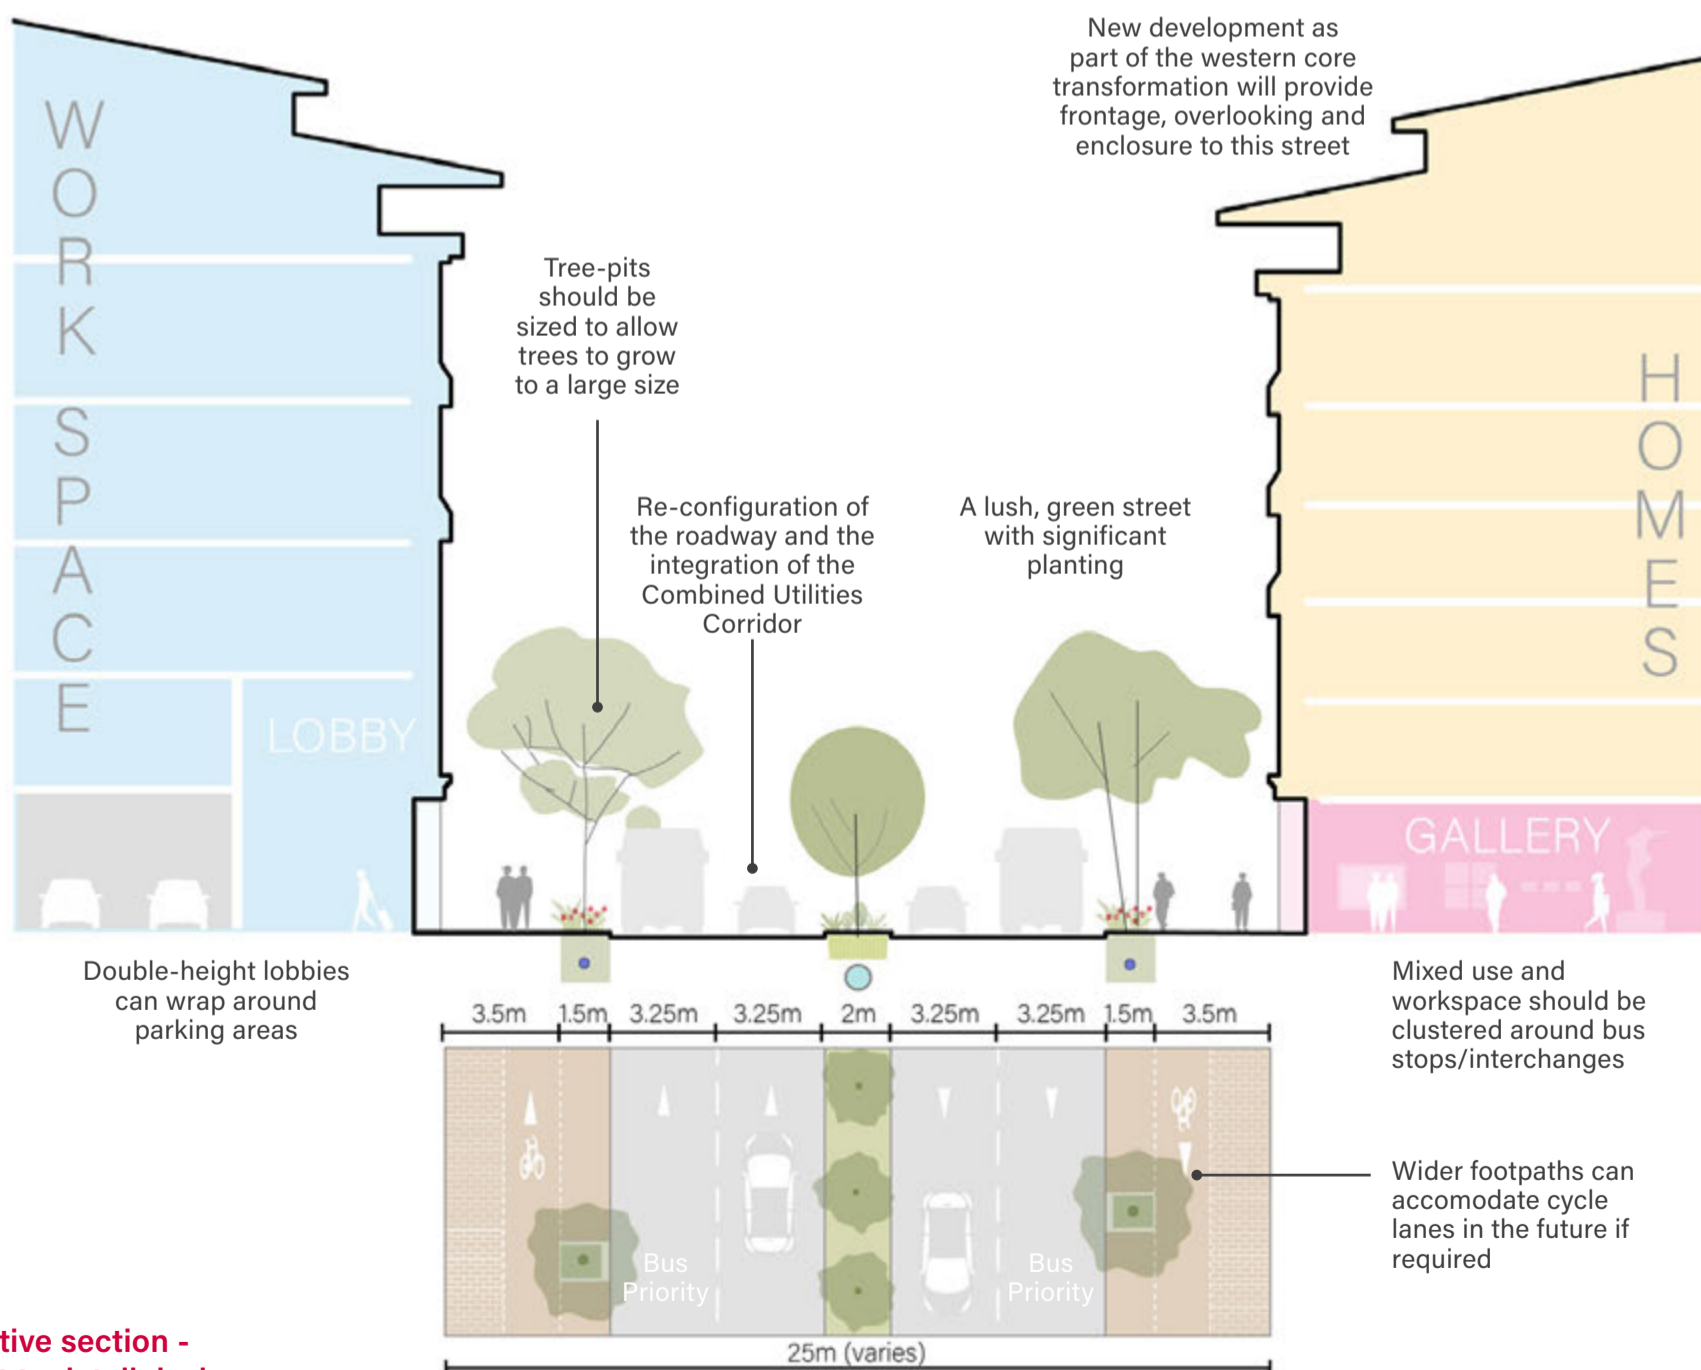 New development as
part of the western core
transformation will provide
frontage, overlooking and
enclosure to this street
WORK SPACE
Tree-pits
should be
sized to allow
trees to grow
to a large size
HOMES
Re-configuration of
the roadway and the
integration of the
Combined Utilities
Corridor
A lush, green street
with significant
planting
LOBBY
GALLERY
Double-height lobbies
can wrap around
parking areas
Mixed use and
workspace should be
clustered around bus
stops/interchanges
3.5m 1.5m 3.25m 3.25m 2m 3.25m 3.25m 1.5m 3.5m
Wider footpaths can
accomodate cycle
lanes in the future if
required
Bus
Priority
Bus
Priority
tive section -
25m (varies)